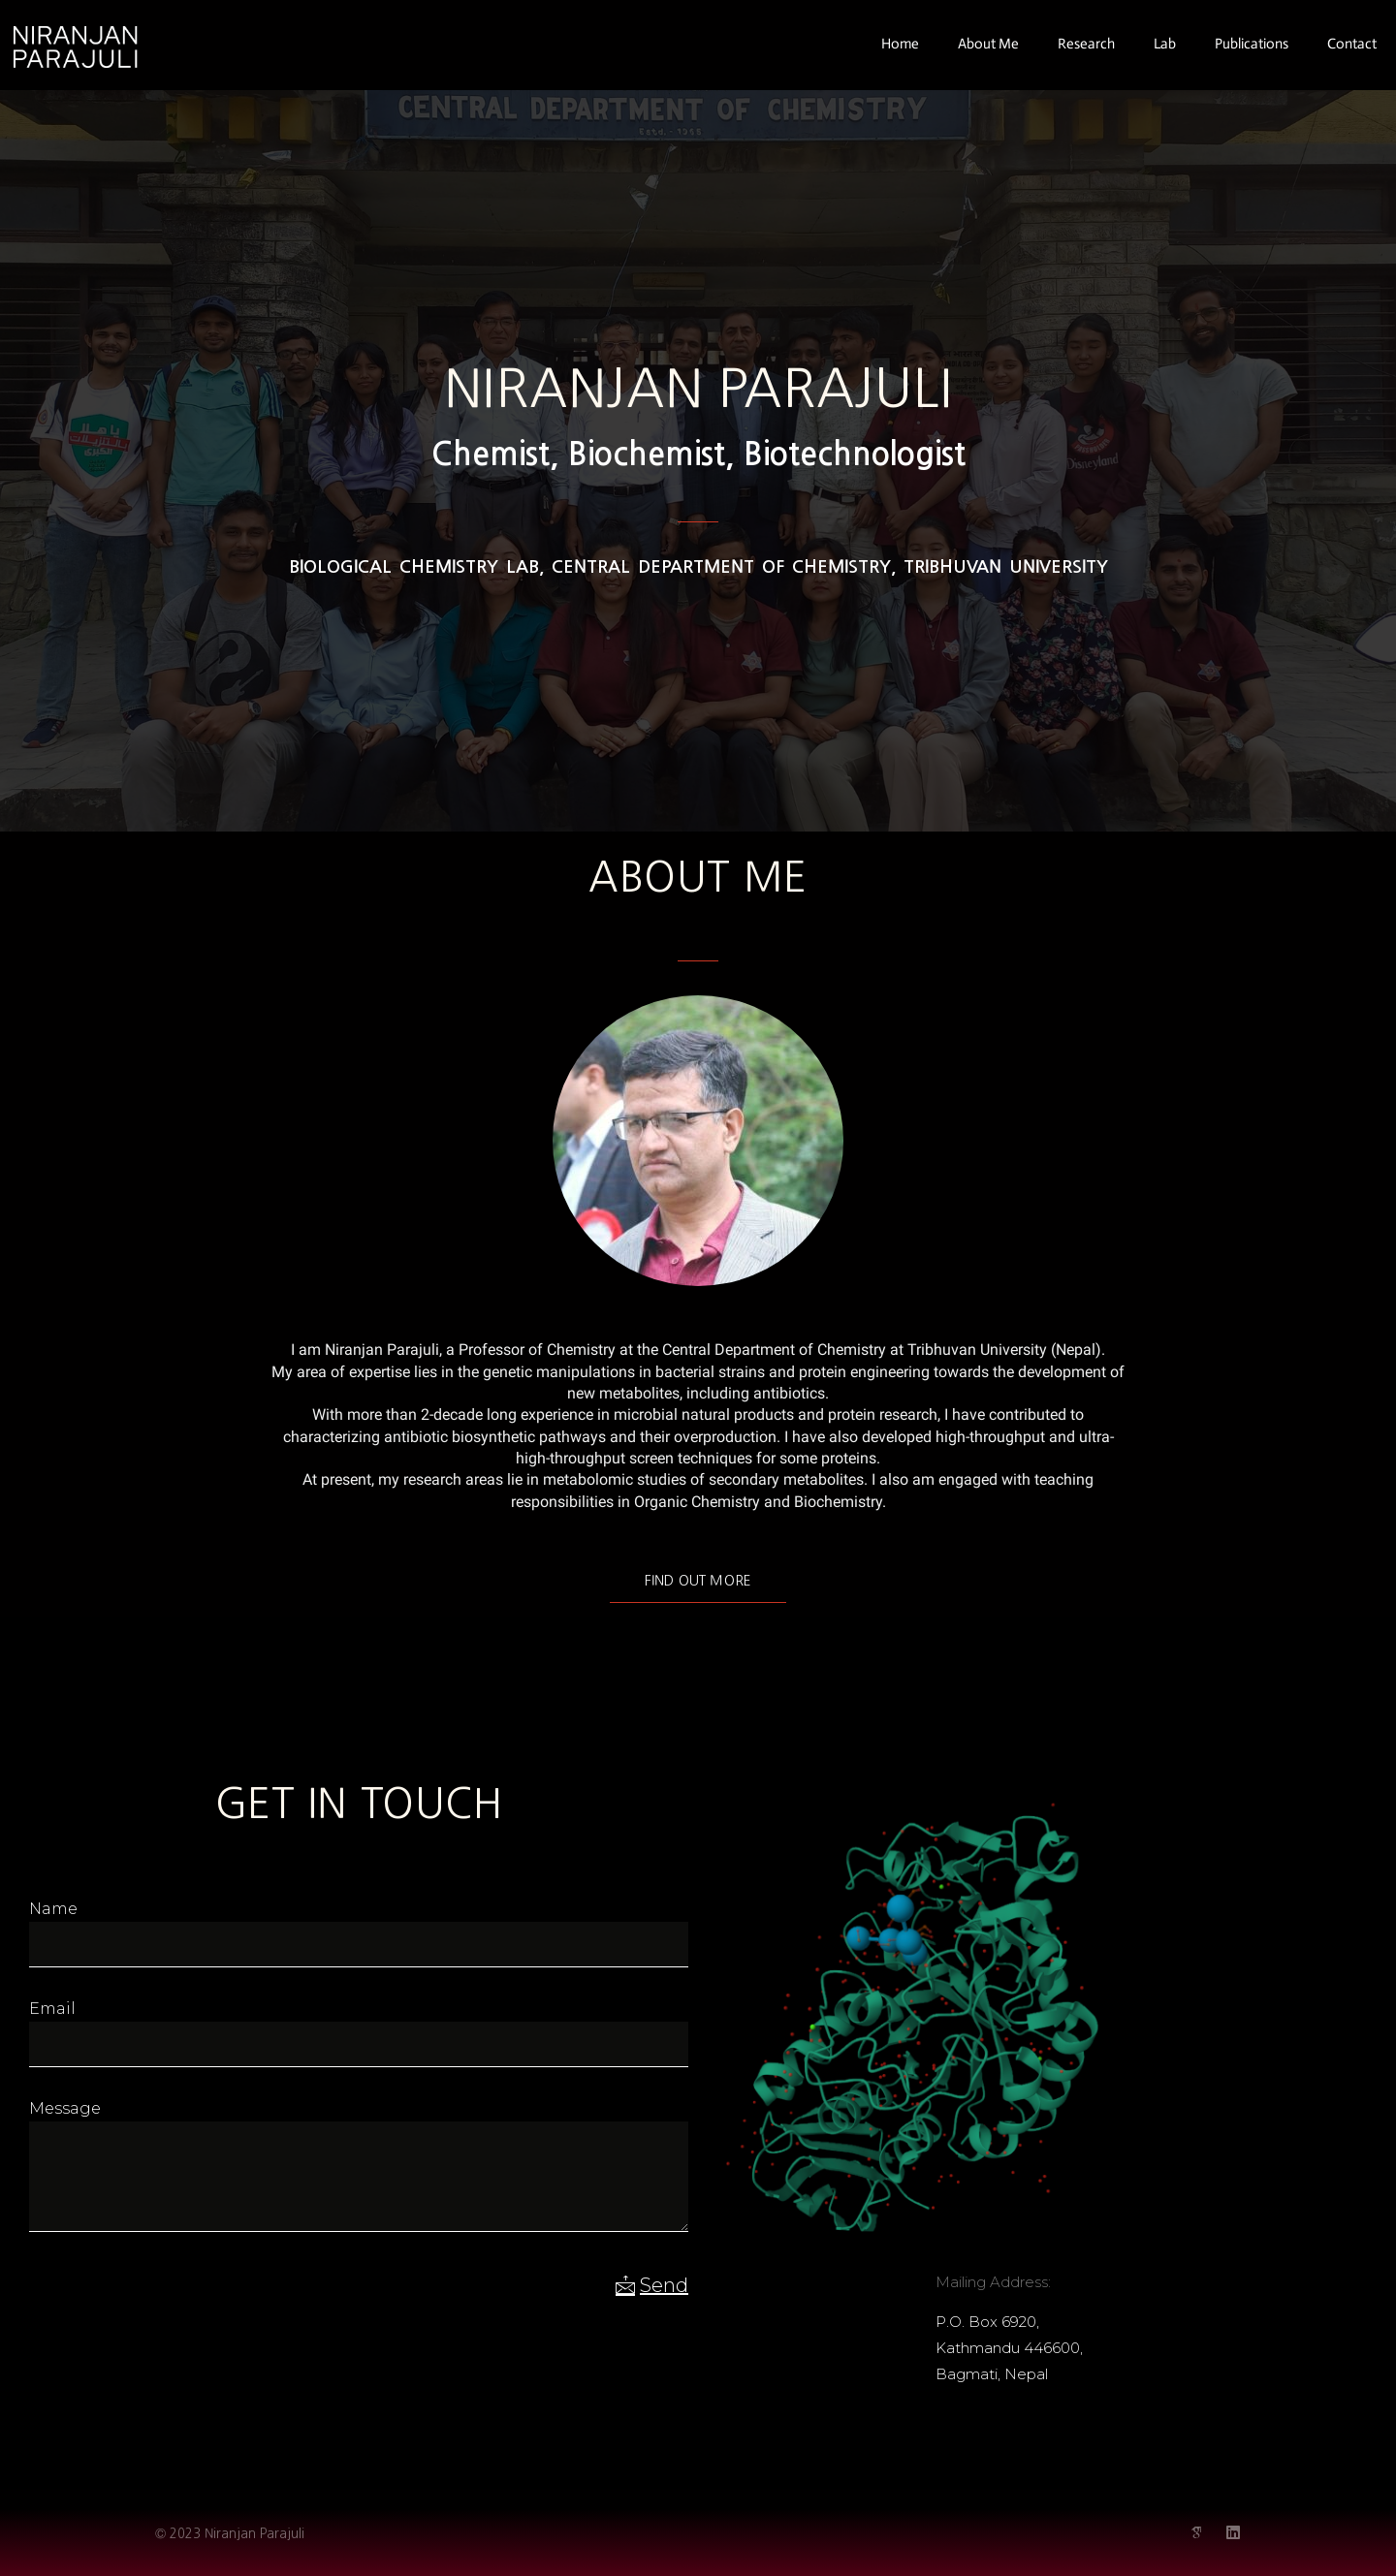 NIRANJAN
PARAJULI
Home
About Me
Research
Lab
Publications
Contact
CENTRAL DEPARTMENT OF CHEMISTRY
NIRANJAN PARAJULI
Chemist, Biochemist, Biotechnologist
Disneyland
BIOLOGICAL CHEMISTRY LAB, CENTRAL DEPARTMENT OF CHEMISTRY, TRIBHUVAN UNIVERSITY
ABOUT ME
I am Niranjan Parajuli, a Professor of Chemistry at the Central Department of Chemistry at Tribhuvan University (Nepal).
My area of expertise lies in the genetic manipulations in bacterial strains and protein engineering towards the development of
new metabolites, including antibiotics.
With more than 2-decade long experience in microbial natural products and protein research, I have contributed to
characterizing antibiotic biosynthetic pathways and their overproduction. I have also developed high-throughput and ultra-
high-throughput screen techniques for some proteins.
At present, my research areas lie in metabolomic studies of secondary metabolites. I also am engaged with teaching
responsibilities in Organic Chemistry and Biochemistry.
FIND OUT MORE
GET IN TOUCH
Name
Email
Message
Send
Mailing Address:
P.O. Box 6920,
Kathmandu 446600,
Bagmati, Nepal
© 2023 Niranjan Parajuli